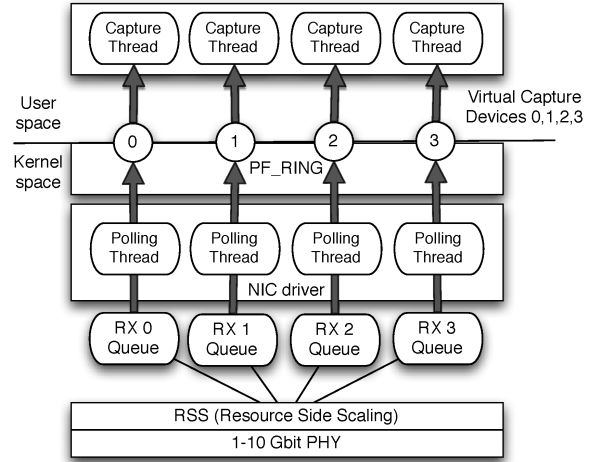 Capture Thread
Capture Thread
Capture Thread
Capture Thread
User space
Virtual Capture Devices 0,1,2,3
0
1
2
3
Kernel space
PF_RING
Polling Thread
Polling Thread
Polling Thread
Polling Thread
NIC driver
RX 0 Queue
RX 1 Queue
RX 2 Queue
RX 3 Queue
RSS (Resource Side Scaling)
1-10 Gbit PHY